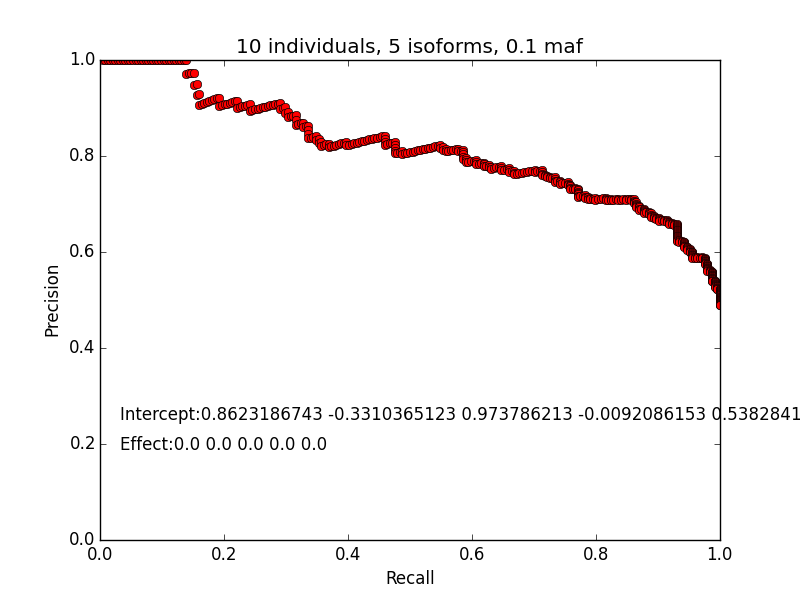 10 individuals, 5 isoforms, 0.1 maf
1.0
0.8
0.6
0.4
0.2
0.0
Precision
Intercept:0.8623186743 -0.3310365123 0.973786213 -0.0092086153 0.5382841
Effect:0.0 0.0 0.0 0.0 0.0
0.0 0.2 0.4 0.6 0.8 1.0
Recall